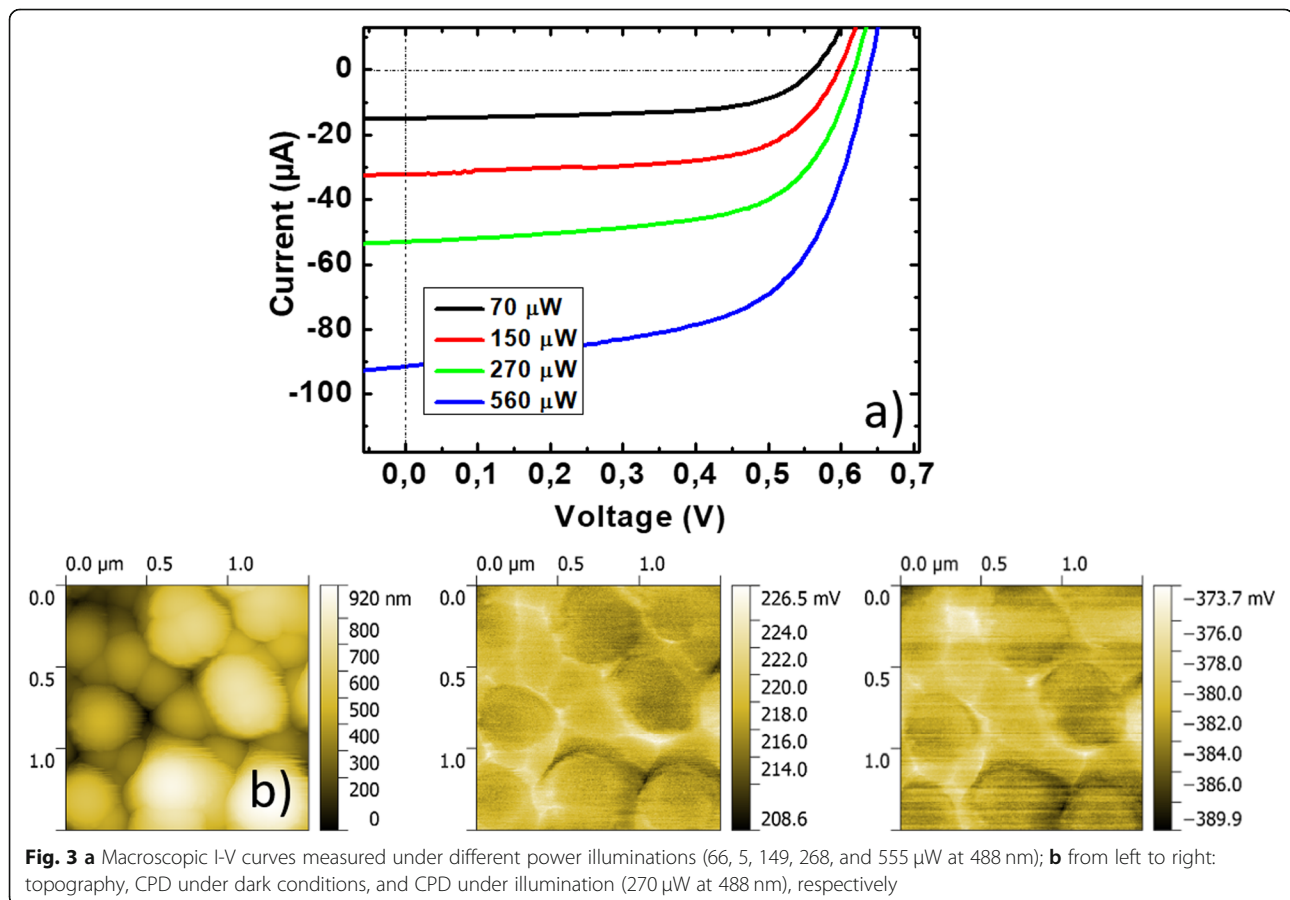 0
-20
-40
-60
-80
-100
Current (µA)
70 µW
150 µW
270 µW
560 µW
a)
0,0 0,1 0,2 0,3 0,4 0,5 0,6 0,7
Voltage (V)
0.0 µm 0.5 1.0
0.0
0.5
1.0
b)
920 nm
800
700
600
500
400
300
200
0
0.0 µm 0.5 1.0
0.0
0.5
1.0
226.5 mV
224.0
222.0
220.0
218.0
216.0
214.0
208.6
0.0 µm 0.5 1.0
0.0
0.5
1.0
−373.7 mV
−376.0
−378.0
−380.0
−382.0
−384.0
−386.0
−389.9
Fig. 3 a Macroscopic I-V curves measured under different power illuminations (66, 5, 149, 268, and 555 µW at 488 nm); b from left to right:
topography, CPD under dark conditions, and CPD under illumination (270 µW at 488 nm), respectively